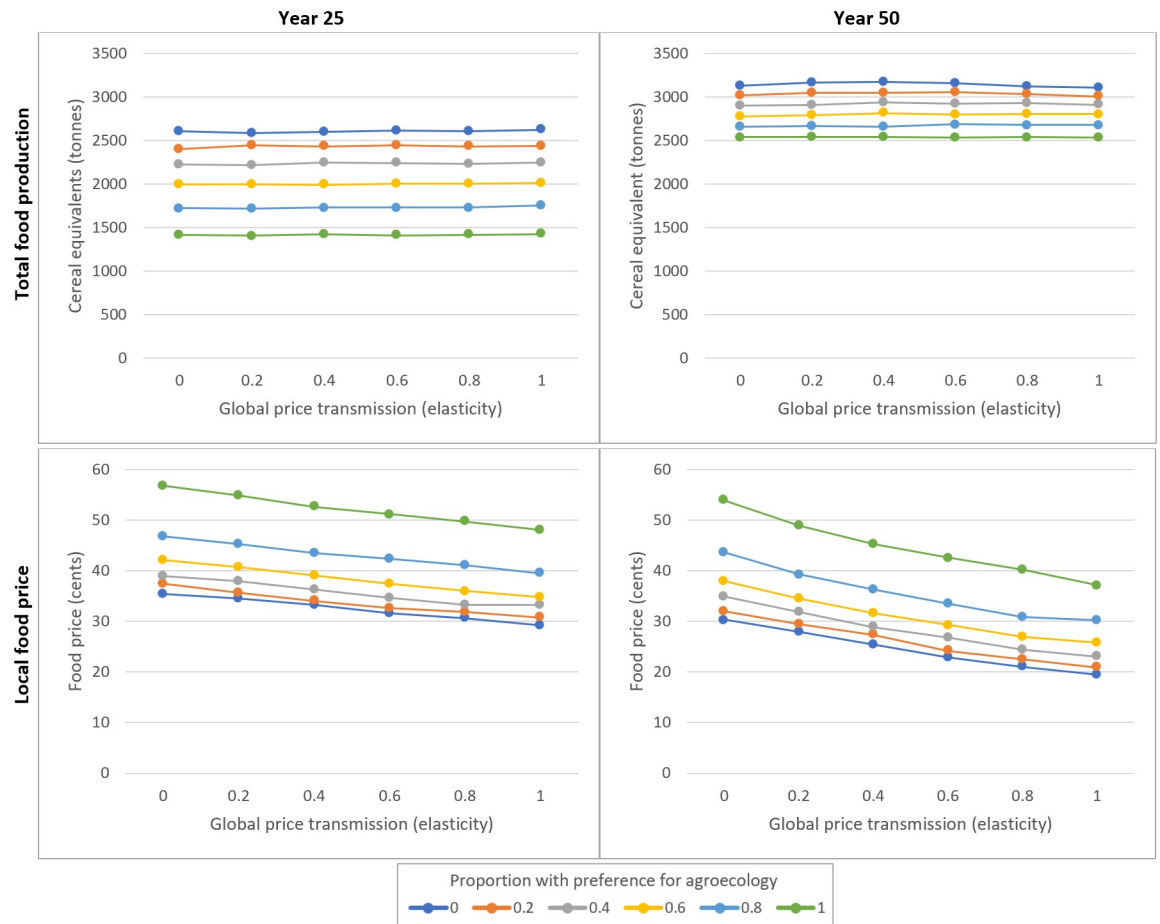 Year 25
Year 50
Total food production
Cereal equivalents (tonnes)
3500
3000
2500
2000
1500
1000
500
0
0 0.2 0.4 0.6 0.8 1
Global price transmission (elasticity)
Cereal equivalent (tonnes)
3500
3000
2500
2000
1500
1000
500
0
0 0.2 0.4 0.6 0.8 1
Global price transmission (elasticity)
Local food price
Food price (cents)
60
50
40
30
20
10
0
0 0.2 0.4 0.6 0.8 1
Global price transmission (elasticity)
Food price (cents)
60
50
40
30
20
10
0
0 0.2 0.4 0.6 0.8 1
Global price transmission (elasticity)
Proportion with preference for agroecology
0 0.2 0.4 0.6 0.8 1